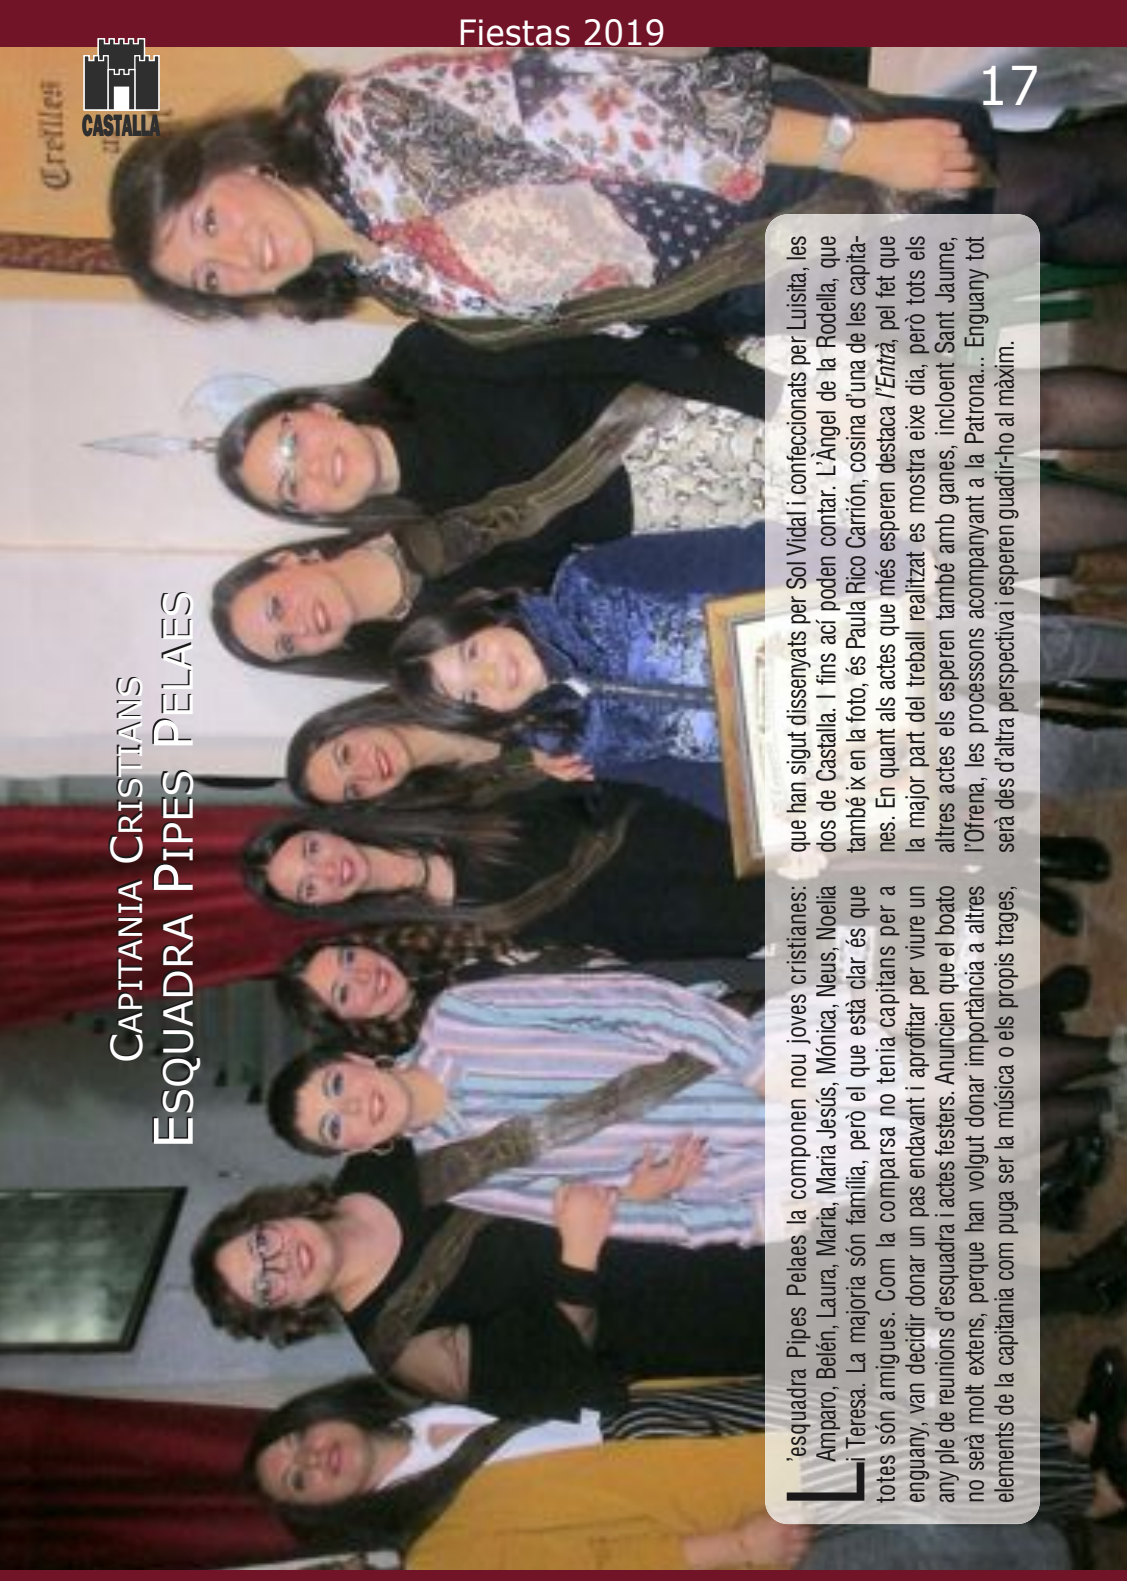 Fiestas 2019
17
CASTALLA
CAPITANIA CRISTIANS
ESQUADRA PIPES PELAES
L'esquadra Pipes Pelaes la componen nou joves cristianes:
Amparo, Belén, Laura, Maria, Maria Jesús, Mónica, Neus, Noelia
i Teresa. La majoria són família, però el que està clar és que
totes són amigues. Com la comparsa no tenia capitans per a
enguany, van decidir donar un pas endavant i aprofitar per viure un
any ple de reunions d'esquadra i actes festers. Anuncien que el boato
no serà molt extens, perque han volgut donar importància a altres
elements de la capitania com puga ser la música o els propis trages,
que han sigut dissenyats per Sol Vidal i confeccionats per Luisita, les
dos de Castalla. I fins ací poden contar. L'Àngel de la Rodella, que
també ix en la foto, és Paula Rico Carrión, cosina d'una de les capita-
nes. En quant als actes que més esperen destaca l'Entrà, pel fet que
la major part del treball realitzat es mostra eixe dia, però tots els
altres actes els esperen també amb ganes, incloent Sant Jaume,
l'Ofrena, les processons acompanyant a la Patrona... Enguany tot
serà des d'altra perspectiva i esperen guadir-ho al màxim.